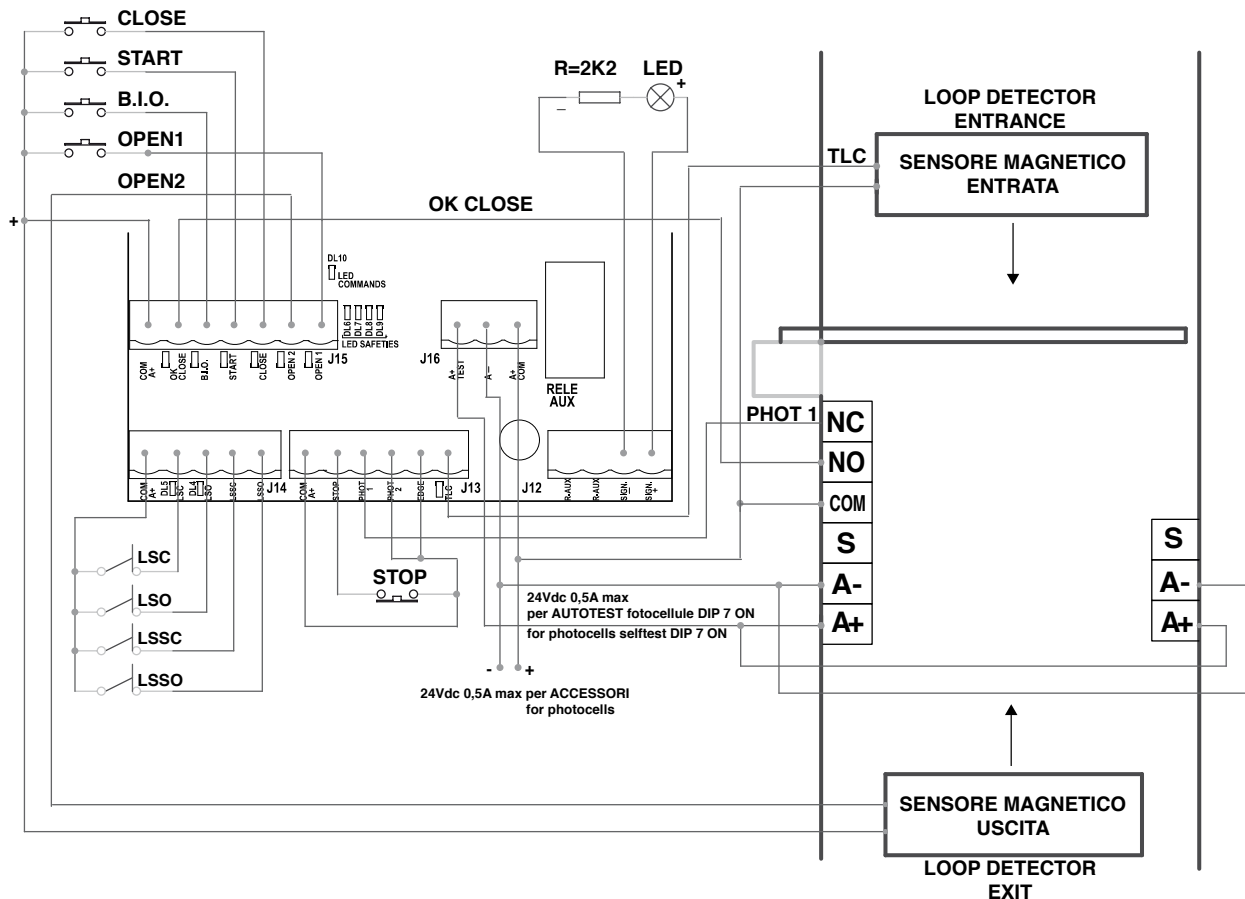 CLOSE
START
B.I.O.
OPEN1
OPEN2
+
R=2K2 LED
+
–
LOOP DETECTOR
ENTRANCE
TLC
SENSORE MAGNETICO
ENTRATA
OK CLOSE
DL10
LED
COMMANDS
DL6
DL7
DL8
DL9
LED SAFETIES
J15
COM
A+
OK
CLOSE
B.I.O.
START
CLOSE
OPEN 2
OPEN 1
J16
A+
TEST
A–
A+
COM
RELE
AUX
PHOT 1
NC
NO
COM
S
A-
A+
S
A-
A+
COM
A+
DL5
LSC
DL4
LSO
LSSC
LSSO
J14
COM
A+
STOP
PHOT
1
PHOT
2
EDGE
TLC
J13
J12
R-AUX
R-AUX
SIGN.
–
SIGN.
+
LSC
LSO
LSSC
LSSO
STOP
24Vdc 0,5A max
per AUTOTEST fotocellule DIP 7 ON
for photocells selftest DIP 7 ON
- +
24Vdc 0,5A max per ACCESSORI
for photocells
SENSORE MAGNETICO
USCITA
LOOP DETECTOR
EXIT